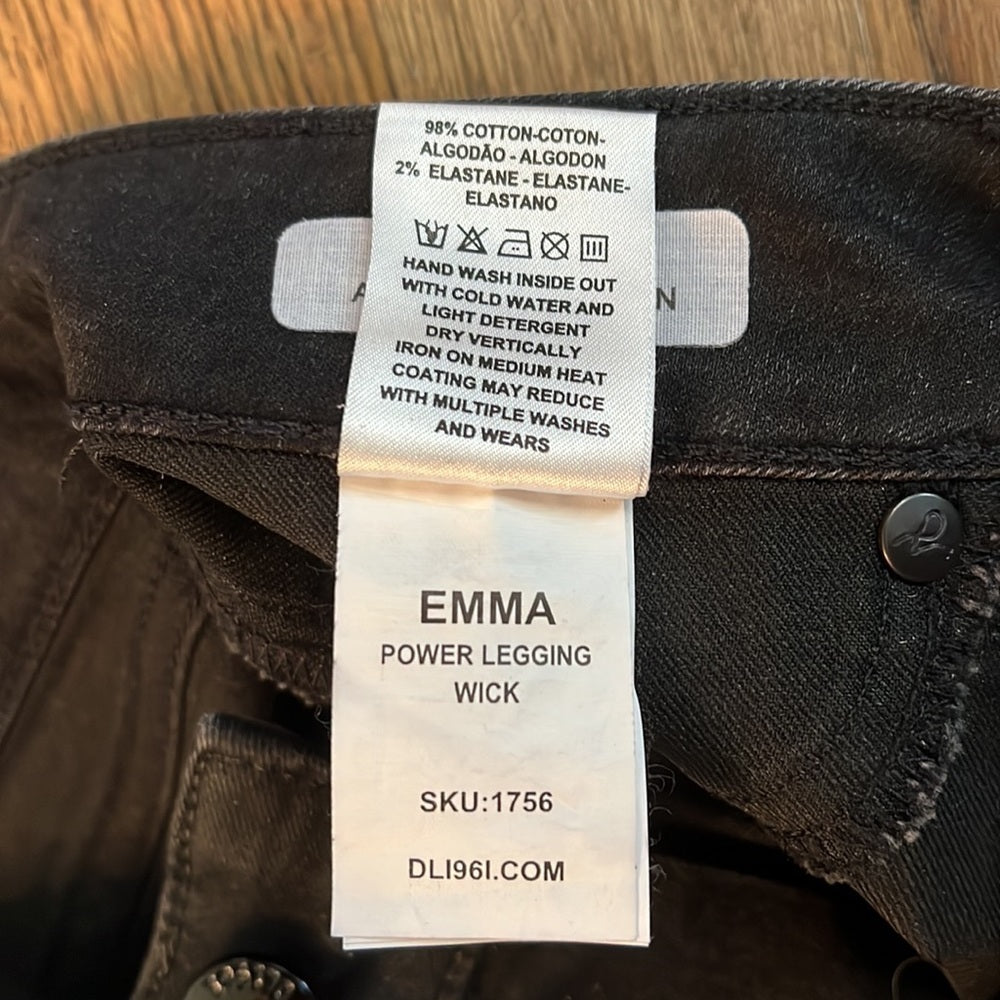 98% COTTON-COTON-
ALGODÃO - ALGODON
2% ELASTANE - ELASTANE-
ELASTANO
HAND WASH INSIDE OUT
WITH COLD WATER AND
LIGHT DETERGENT
DRY VERTICALLY
IRON ON MEDIUM HEAT
COATING MAY REDUCE
WITH MULTIPLE WASHES
AND WEARS
EMMA
POWER LEGGING
WICK
SKU:1756
DL1961.COM